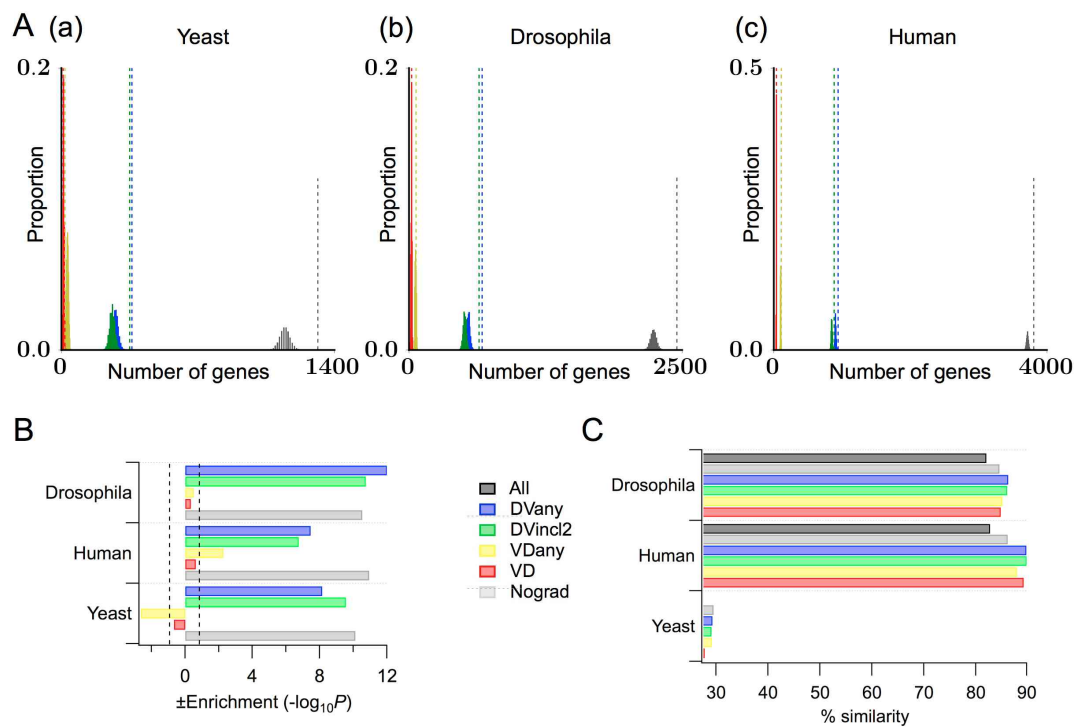 A (a) Yeast (b) Drosophila (c) Human
0.2 0.2 0.5
Proportion Proportion Proportion
0.0 0.0 0.0
0 Number of genes 1400 0 Number of genes 2500 0 Number of genes 4000
B
Drosophila
Human
Yeast
0 4 8 12
±Enrichment (-log10P)
All
DVany
DVincl2
VDany
VD
Nograd
C
Drosophila
Human
Yeast
30 40 50 60 70 80 90
% similarity